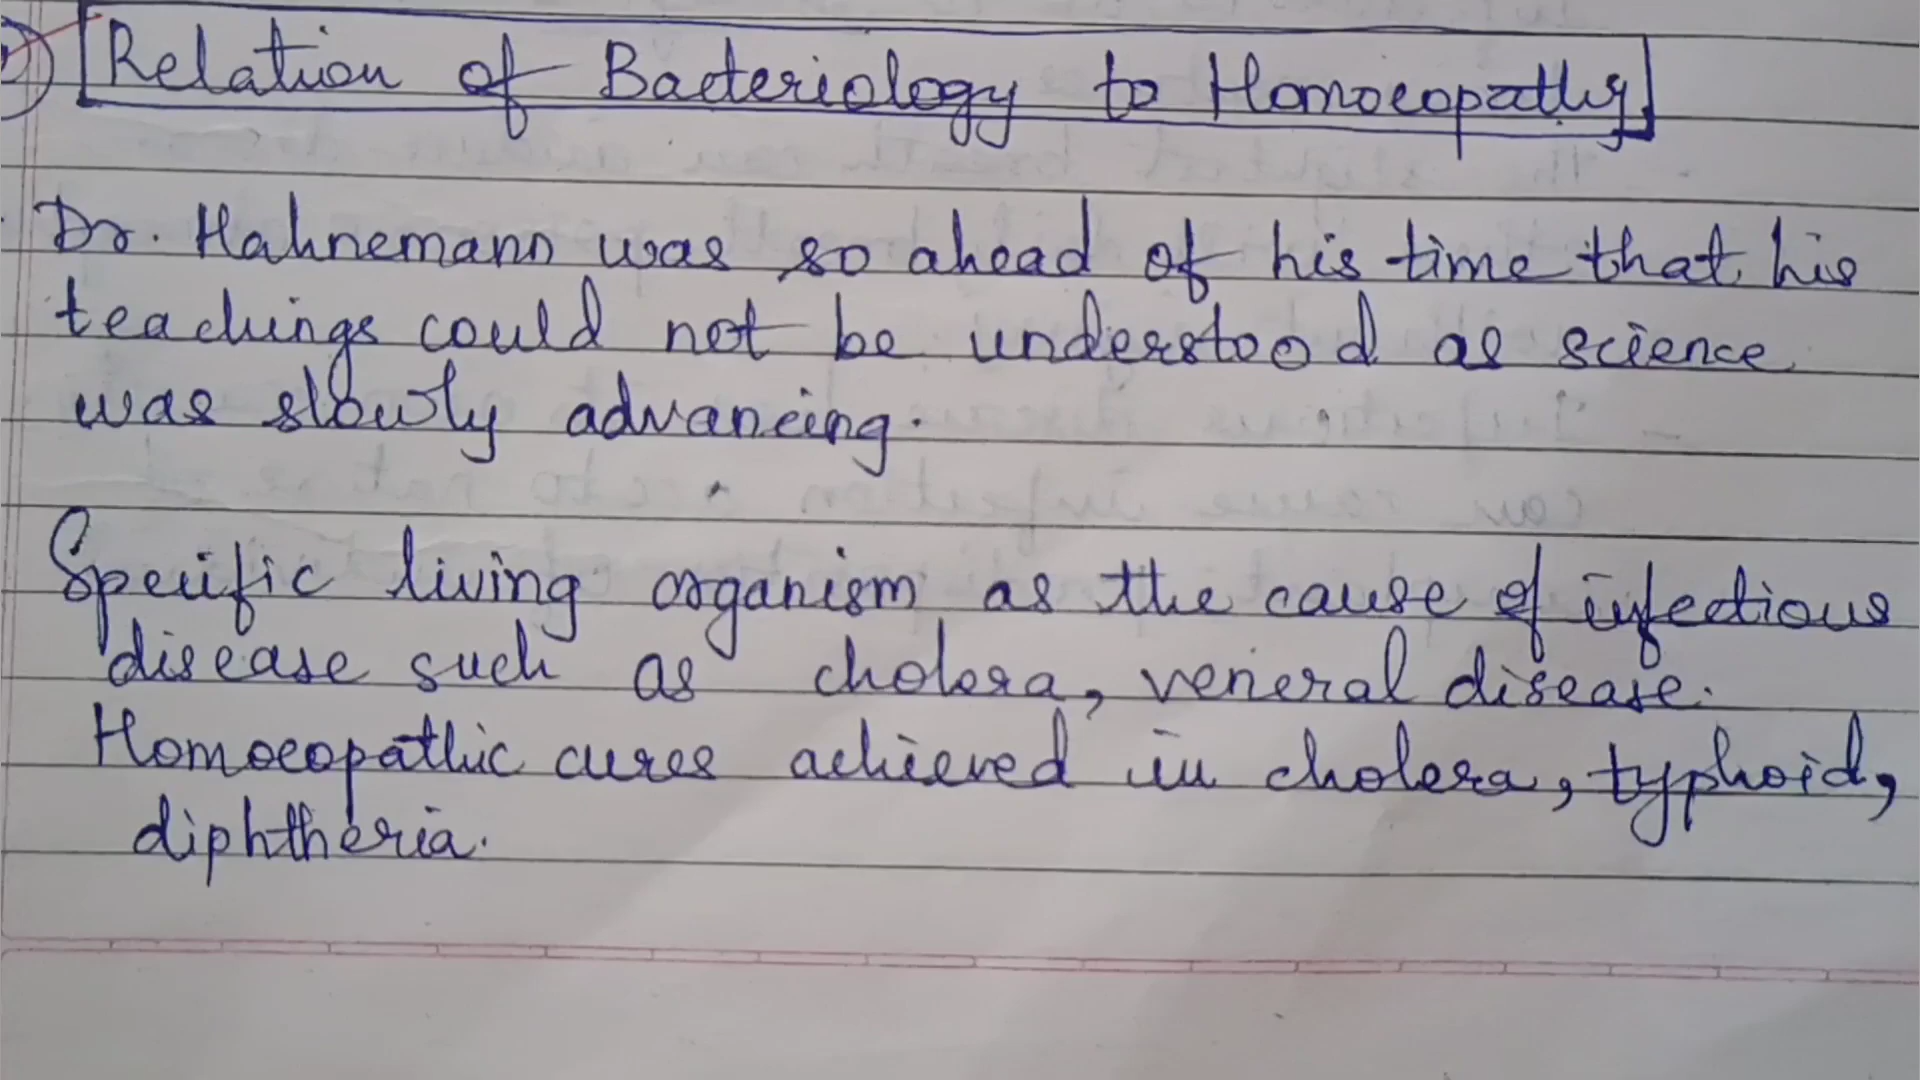 Relation of Bacteriology to Homoeopathy
Dr. Hahnemann was so ahead of his time that his
teachings could not be understood as science
was slowly advancing.
Specific living organism as the cause of infectious
disease such as cholera, veneral disease.
Homoeopathic cures achieved in cholera, typhoid,
diphtheria.